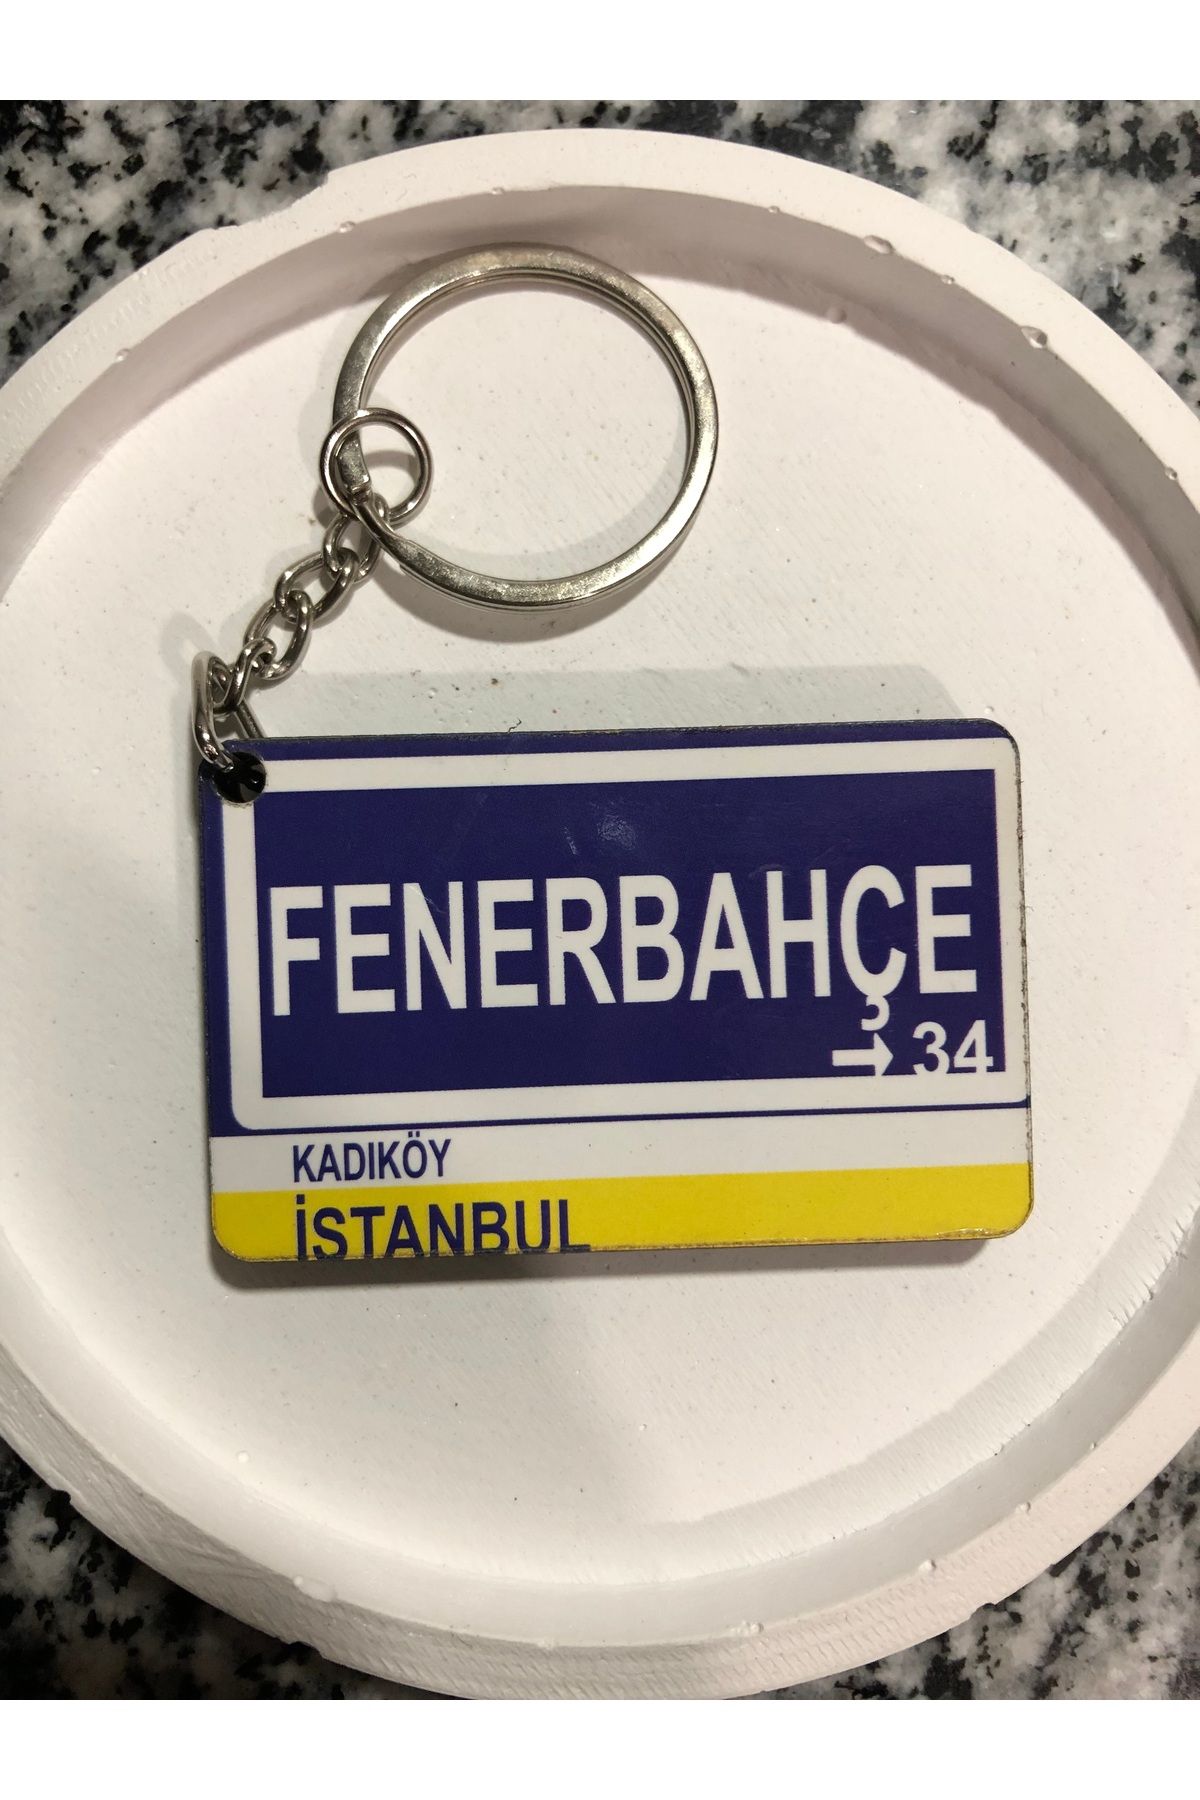 FENERBAHÇE
→ 34
KADIKÖY
İSTANBUL